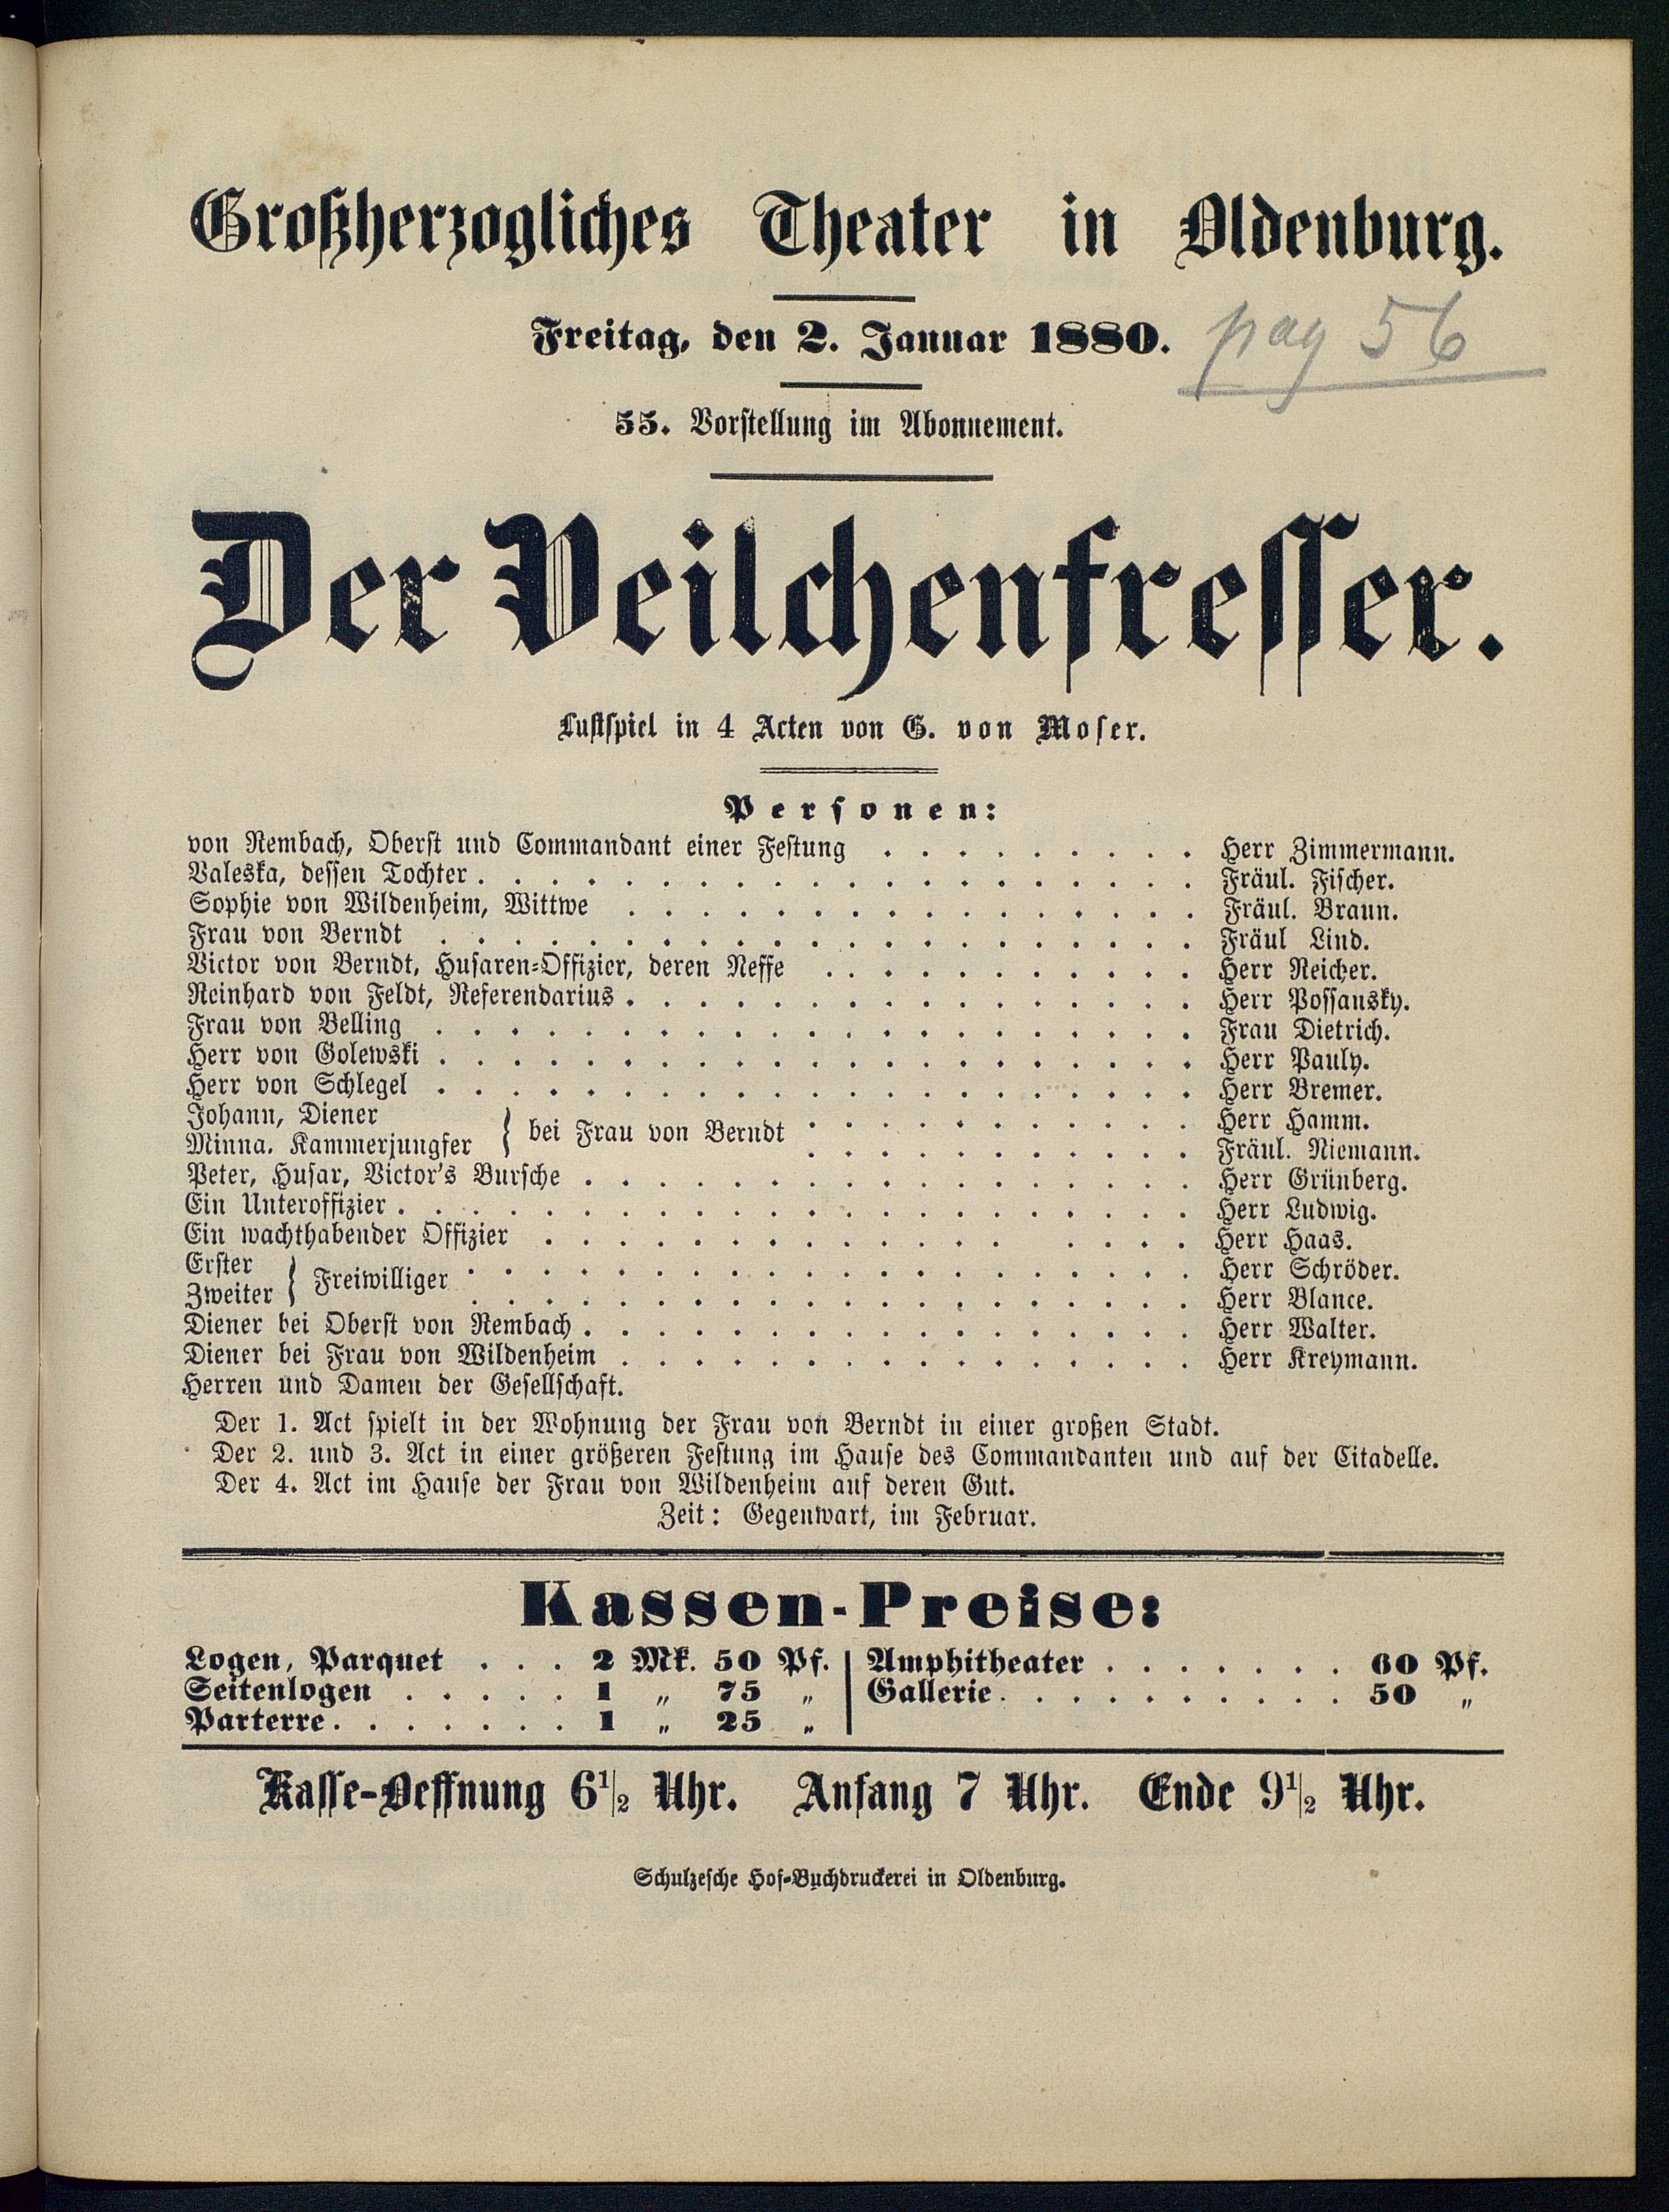 Großherzogliches Theater in Oldenburg.
Freitag, den 2. Januar 1880.
pag 56
55. Vorstellung im Abonnement.
Der Veilchenfresser.
Lustspiel in 4 Acten von G. von Moser.
Personen:
von Rembach, Oberst und Commandant einer Festung . . . . . . . . . Herr Zimmermann.
Valeska, dessen Tochter . . . . . . . . . . . . . . . . . . . . Fräul. Fischer.
Sophie von Wildenheim, Wittwe . . . . . . . . . . . . . . . . Fräul. Braun.
Frau von Berndt . . . . . . . . . . . . . . . . . . . . . Fräul Lind.
Victor von Berndt, Husaren-Offizier, deren Neffe . . . . . . . . . . . Herr Reicher.
Reinhard von Feldt, Referendarius . . . . . . . . . . . . . . . . Herr Possansky.
Frau von Belling . . . . . . . . . . . . . . . . . . . . . Frau Dietrich.
Herr von Golewski . . . . . . . . . . . . . . . . . . . . . Herr Pauly.
Herr von Schlegel . . . . . . . . . . . . . . . . . . . . . Herr Bremer.
Johann, Diener } bei Frau von Berndt . . . . . . . . . . . Herr Hamm.
Minna. Kammerjungfer . . . . . . . . . . . Fräul. Niemann.
Peter, Husar, Victor's Bursche . . . . . . . . . . . . . . . . . Herr Grünberg.
Ein Unteroffizier . . . . . . . . . . . . . . . . . . . . . . Herr Ludwig.
Ein wachthabender Offizier . . . . . . . . . . . . . . . . . Herr Haas.
Erster } Freiwilliger . . . . . . . . . . . . . . . . . . . . Herr Schröder.
Zweiter . . . . . . . . . . . . . . . . . . . . Herr Blance.
Diener bei Oberst von Rembach . . . . . . . . . . . . . . . . . Herr Walter.
Diener bei Frau von Wildenheim . . . . . . . . . . . . . . . . Herr Kreymann.
Herren und Damen der Gesellschaft.
Der 1. Act spielt in der Wohnung der Frau von Berndt in einer großen Stadt.
Der 2. und 3. Act in einer größeren Festung im Hause des Commandanten und auf der Citadelle.
Der 4. Act im Hause der Frau von Wildenheim auf deren Gut.
Zeit: Gegenwart, im Februar.
Kassen-Preise:
Logen, Parquet . . . 2 Mk. 50 Pf. | Amphitheater . . . . . . . 60 Pf.
Seitenlogen . . . . . 1 „ 75 „ | Gallerie . . . . . . . . . . 50 „
Parterre . . . . . . . 1 „ 25 „
Kasse-Oeffnung 6½ Uhr. Anfang 7 Uhr. Ende 9½ Uhr.
Schulzesche Hof-Buchdruckerei in Oldenburg.